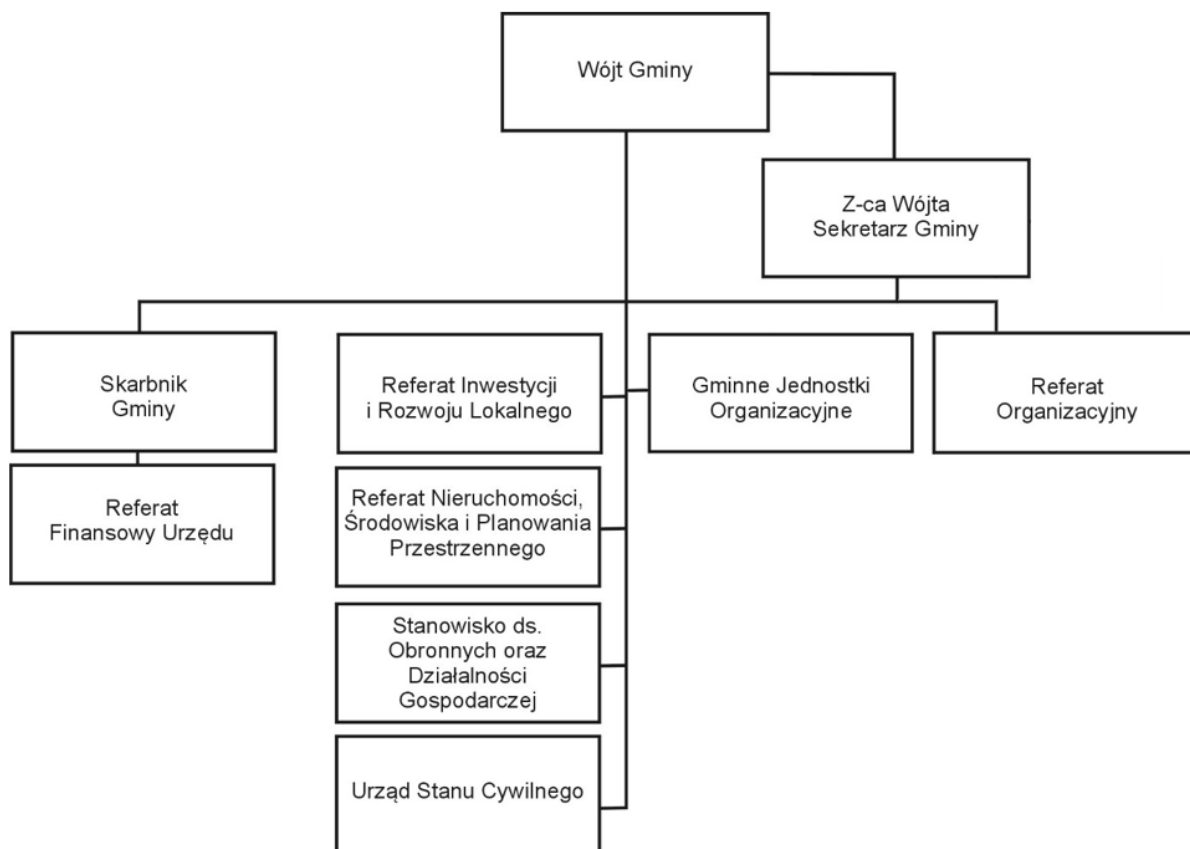 Wójt Gminy
Z-ca Wójta
Sekretarz Gminy
Skarbnik
Gminy
Referat Inwestycji
i Rozwoju Lokalnego
Gminne Jednostki
Organizacyjne
Referat
Organizacyjny
Referat
Finansowy Urzędu
Referat Nieruchomości,
Środowiska i Planowania
Przestrzennego
Stanowisko ds.
Obronnych oraz
Działalności
Gospodarczej
Urząd Stanu Cywilnego